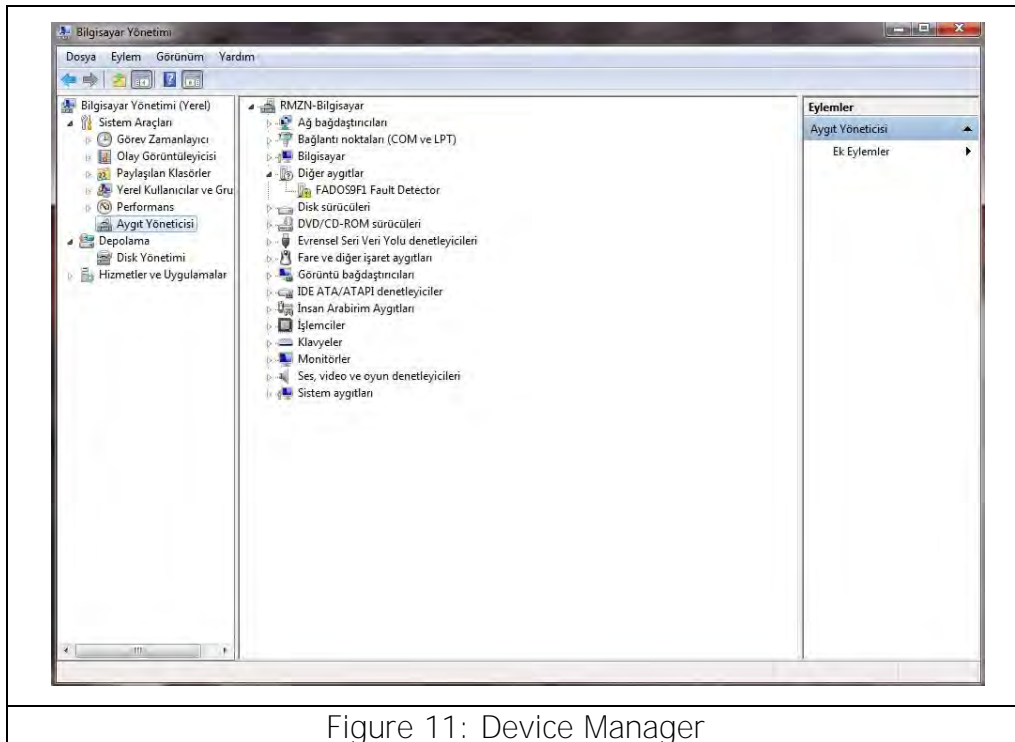 Bilgisayar Yönetimi
Dosya Eylem Görünüm Yardım
Bilgisayar Yönetimi (Yerel)
Sistem Araçları
Görev Zamanlayıcı
Olay Görüntüleyicisi
Paylaşılan Klasörler
Yerel Kullanıcılar ve Gru
Performans
Aygıt Yöneticisi
Depolama
Disk Yönetimi
Hizmetler ve Uygulamalar
RMZN-Bilgisayar
Ağ bağdaştırıcıları
Bağlantı noktaları (COM ve LPT)
Bilgisayar
Diğer aygıtlar
FADOS9F1 Fault Detector
Disk sürücüleri
DVD/CD-ROM sürücüleri
Evrensel Seri Veri Yolu denetleyicileri
Fare ve diğer işaret aygıtları
Görüntü bağdaştırıcıları
IDE ATA/ATAPI denetleyiciler
İnsan Arabirim Aygıtları
İşlemciler
Klavyeler
Monitörler
Ses, video ve oyun denetleyicileri
Sistem aygıtları
Eylemler
Aygıt Yöneticisi
Ek Eylemler
Figure 11: Device Manager